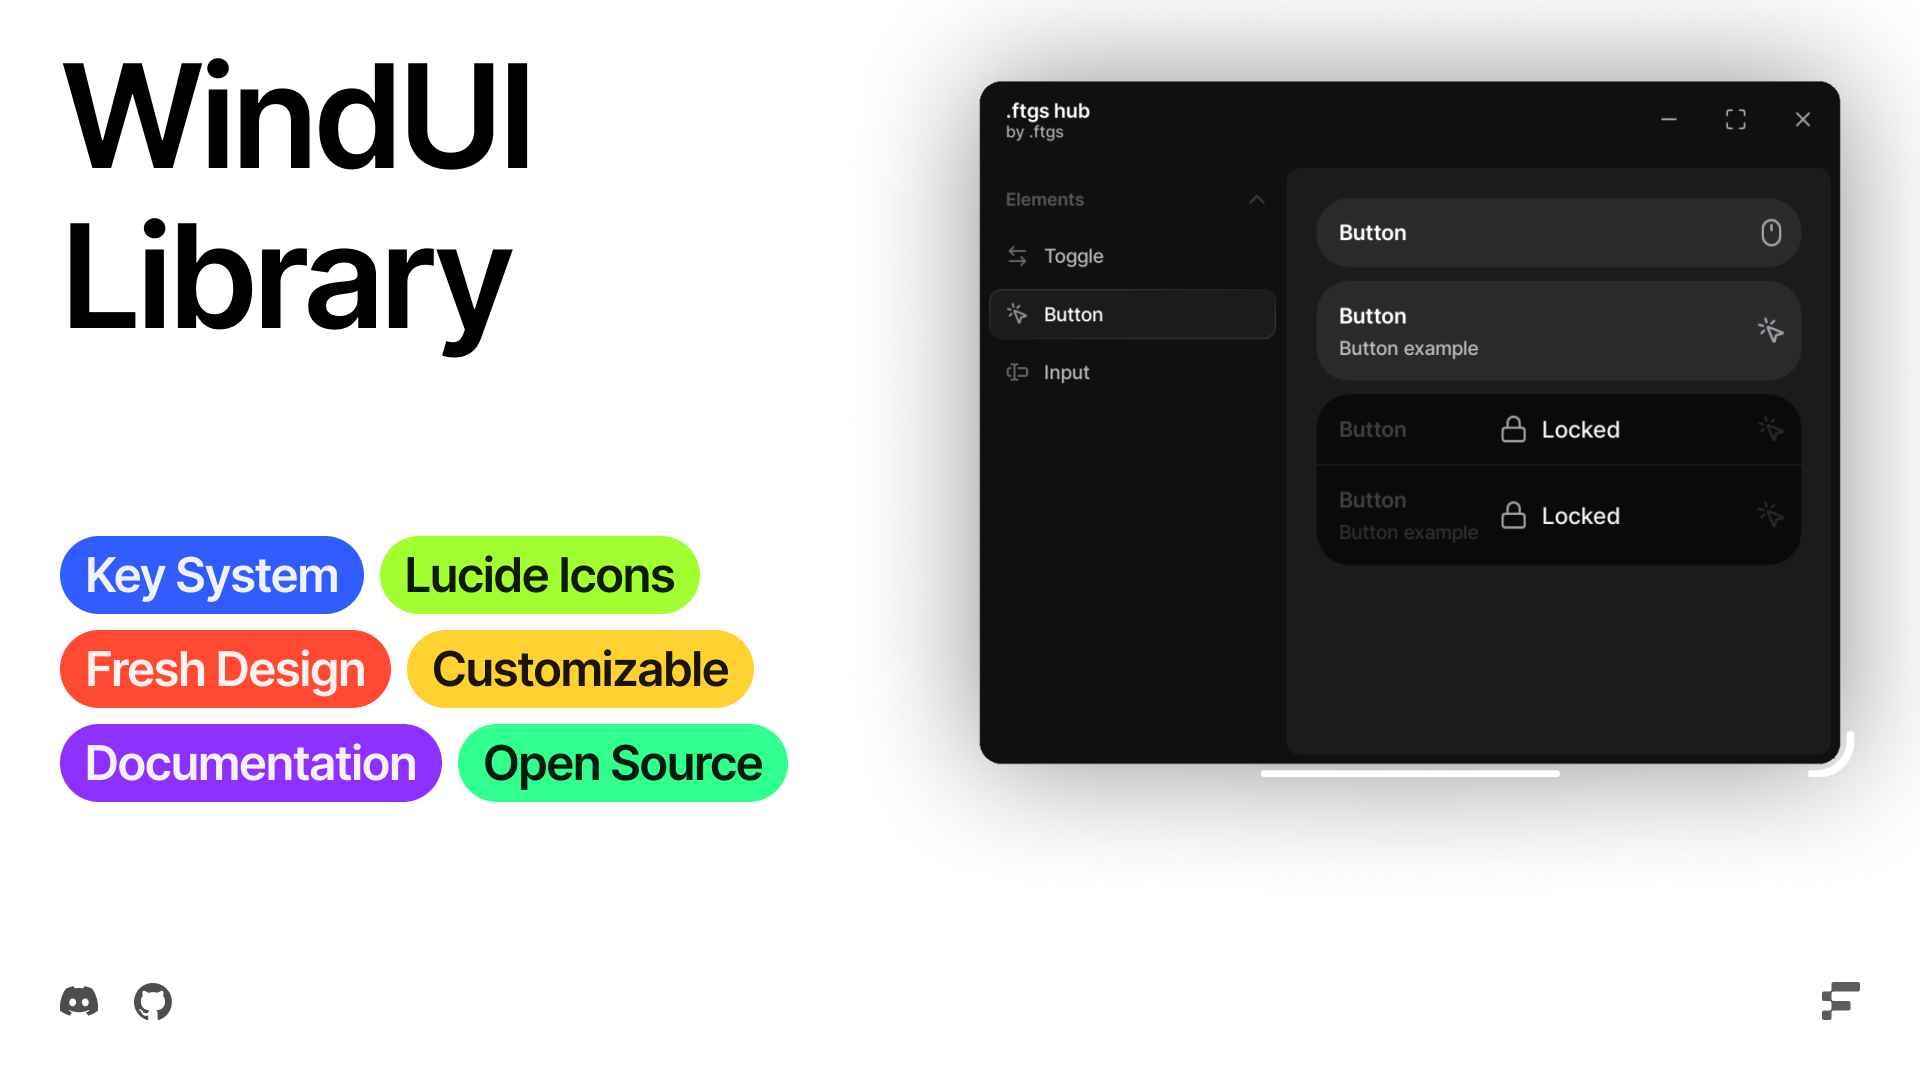 WindUI
Library
Key System
Lucide Icons
Fresh Design
Customizable
Documentation
Open Source
.ftgs hub
by .ftgs
Elements
Toggle
Button
Input
Button
Button
Button example
Button
Locked
Button
Button example
Locked